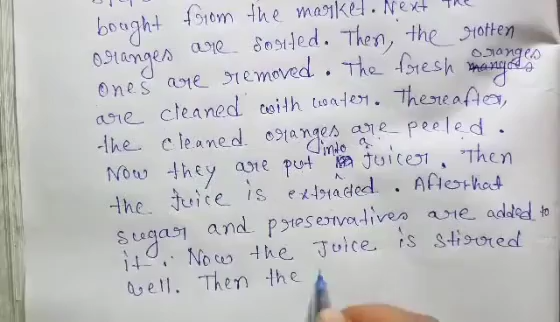 bought from the market. Next the
oranges are sorted. Then, the rotten
ones are removed. The fresh oranges
are cleaned with water. Thereafter,
the cleaned oranges are peeled.
Now they are put into a juicer. Then
the juice is extracted. Afterthat
sugar and preservatives are added to
it. Now the Juice is stirred
well. Then the